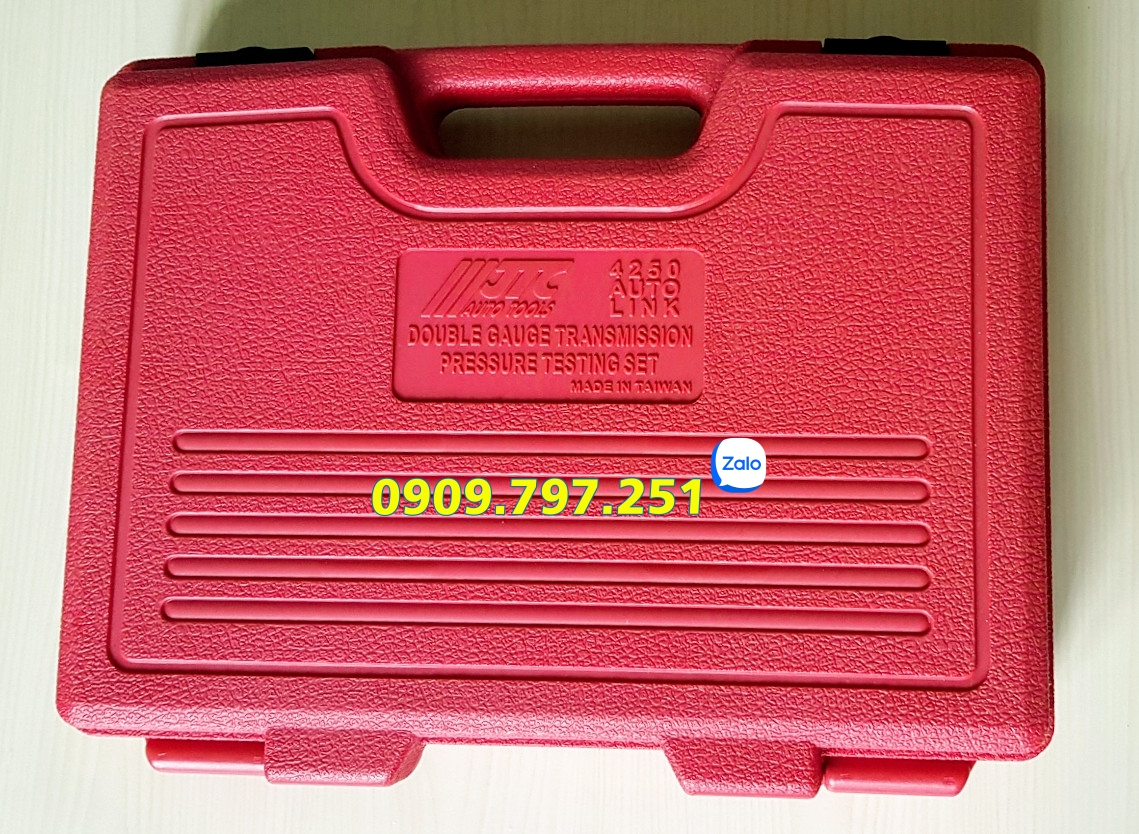 JTC 4250
AUTO TOOLS AUTO
LINK
DOUBLE GAUGE TRANSMISSION
PRESSURE TESTING SET
MADE IN TAIWAN
Zalo
0909.797.251